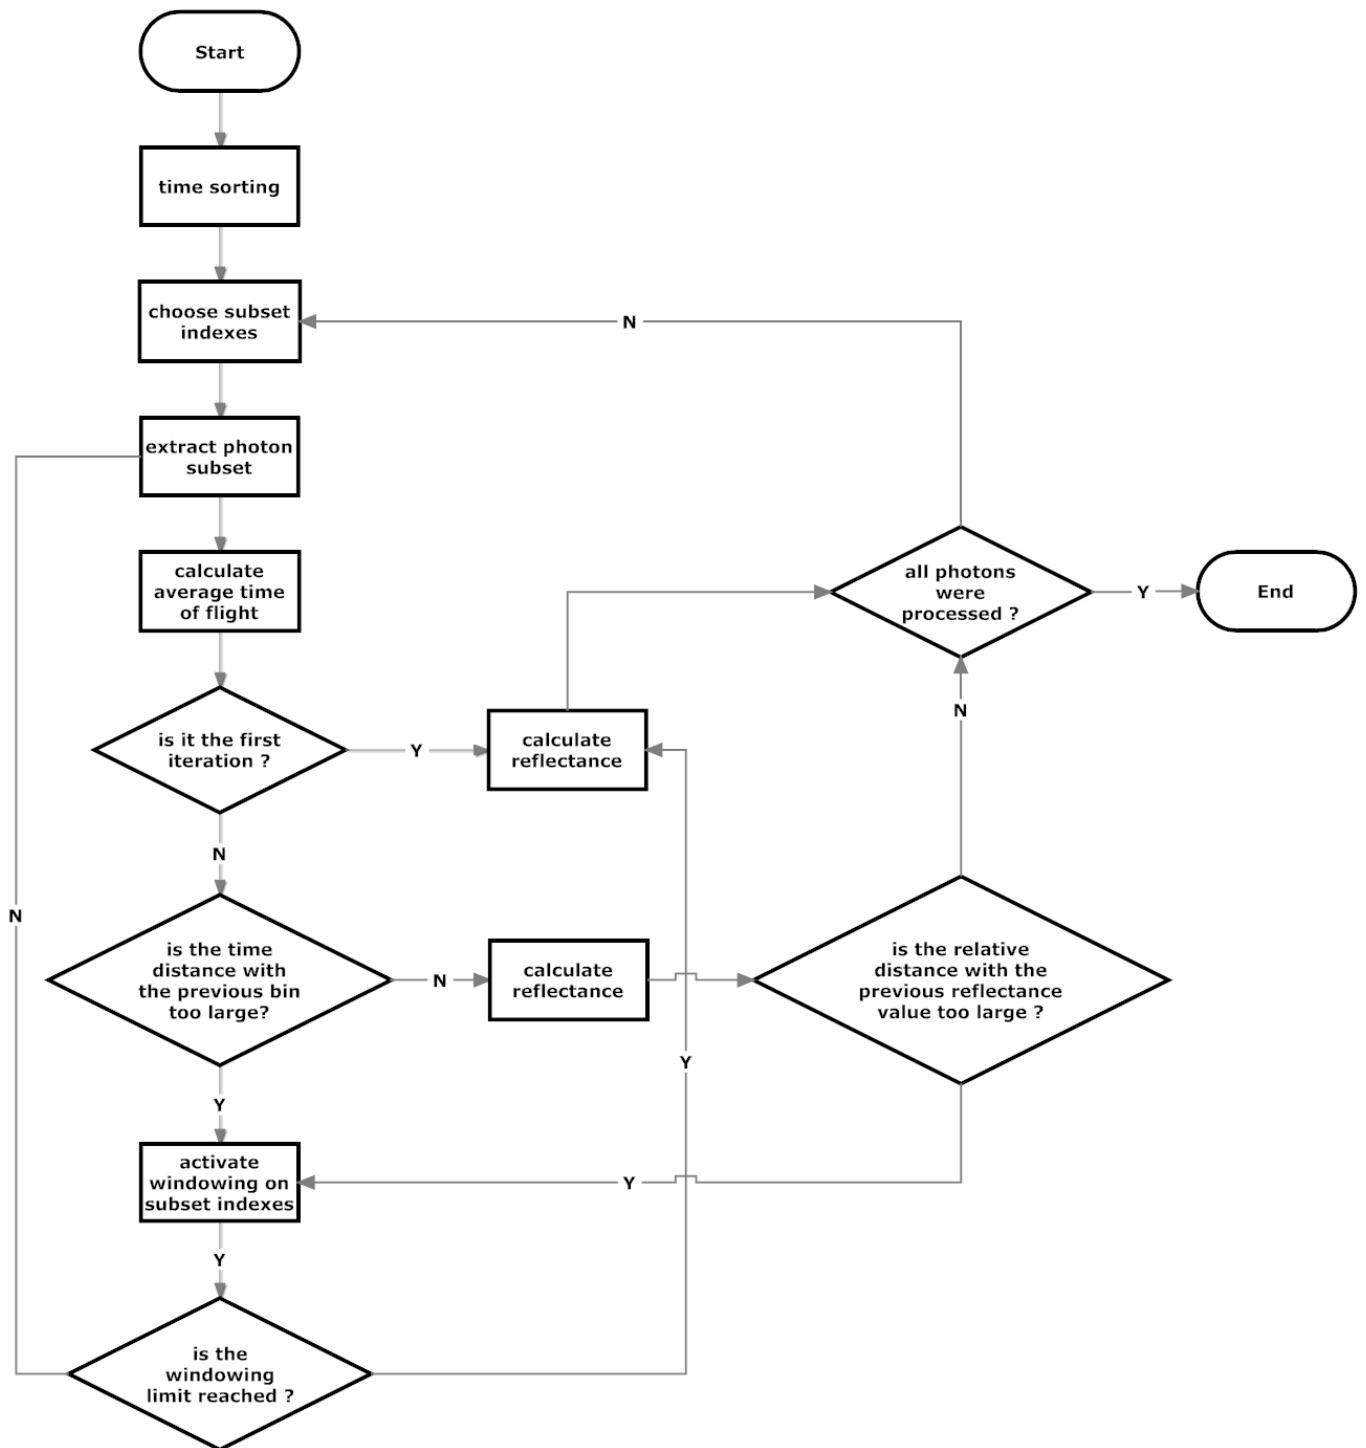 Start
time sorting
choose subset
indexes
N
extract photon
subset
calculate
average time
of flight
all photons
were
processed ?
Y
End
N
is it the first
iteration ?
Y
calculate
reflectance
N
N
is the time
distance with
the previous bin
too large?
N
calculate
reflectance
is the relative
distance with the
previous reflectance
value too large ?
Y
Y
activate
windowing on
subset indexes
Y
Y
is the
windowing
limit reached ?